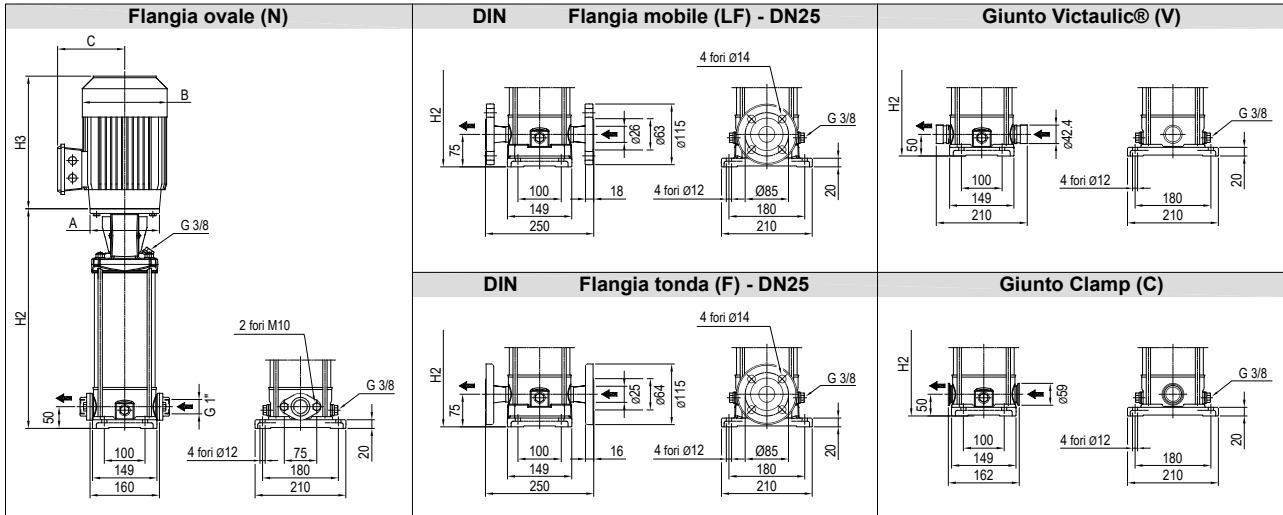 Flangia ovale (N)
C
B
H3
A
G 3/8
H2
2 fori M10
G 3/8
50
G 1"
20
100
4 fori Ø12
75
149
180
160
210
DIN Flangia mobile (LF) - DN25
4 fori Ø14
H2
75
ø26
ø63
ø115
G 3/8
20
100
18
4 fori Ø12
Ø85
149
180
250
210
DIN Flangia tonda (F) - DN25
4 fori Ø14
H2
75
ø25
ø64
ø115
G 3/8
20
100
16
4 fori Ø12
Ø85
149
180
250
210
Giunto Victaulic® (V)
H2
50
ø42.4
G 3/8
20
100
4 fori Ø12
149
180
210
210
Giunto Clamp (C)
H2
50
ø59
G 3/8
20
100
4 fori Ø12
149
180
162
210